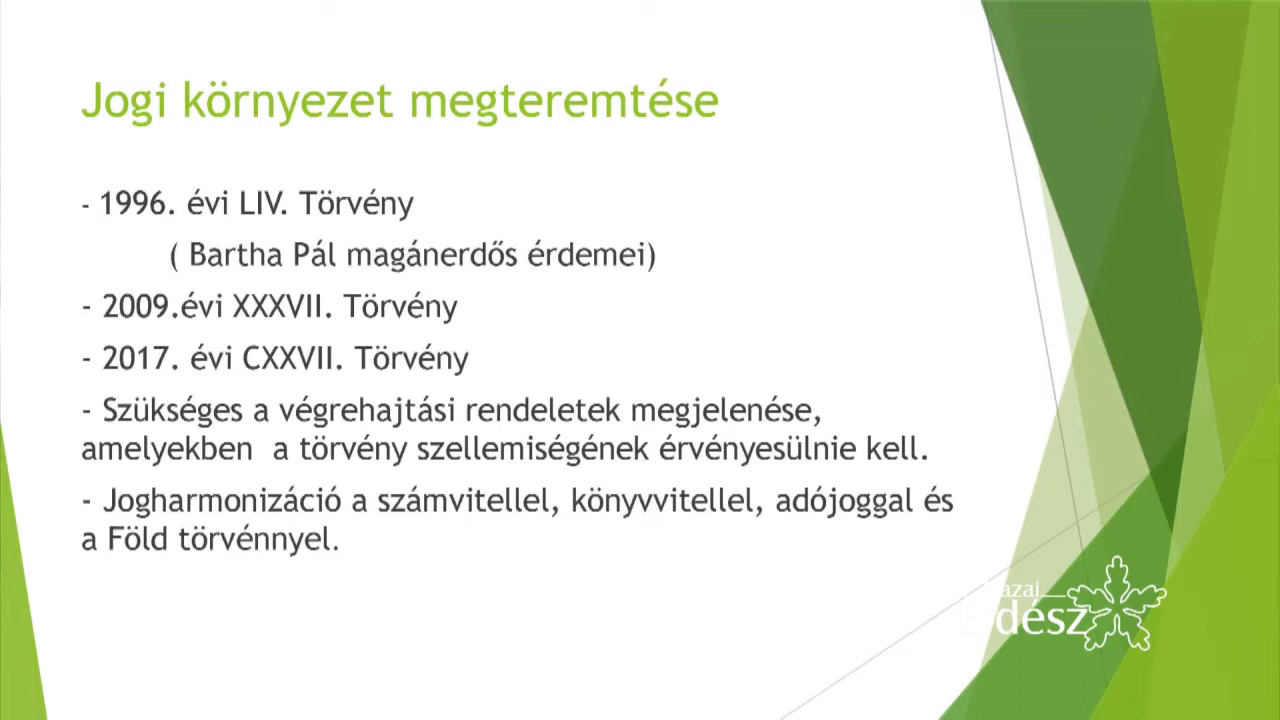 Jogi környezet megteremtése
- 1996. évi LIV. Törvény
( Bartha Pál magánerdős érdemei)
- 2009.évi XXXVII. Törvény
- 2017. évi CXXVII. Törvény
- Szükséges a végrehajtási rendeletek megjelenése,
amelyekben a törvény szellemiségének érvényesülnie kell.
- Jogharmonizáció a számvitellel, könyvvitellel, adójoggal és
a Föld törvénnyel.